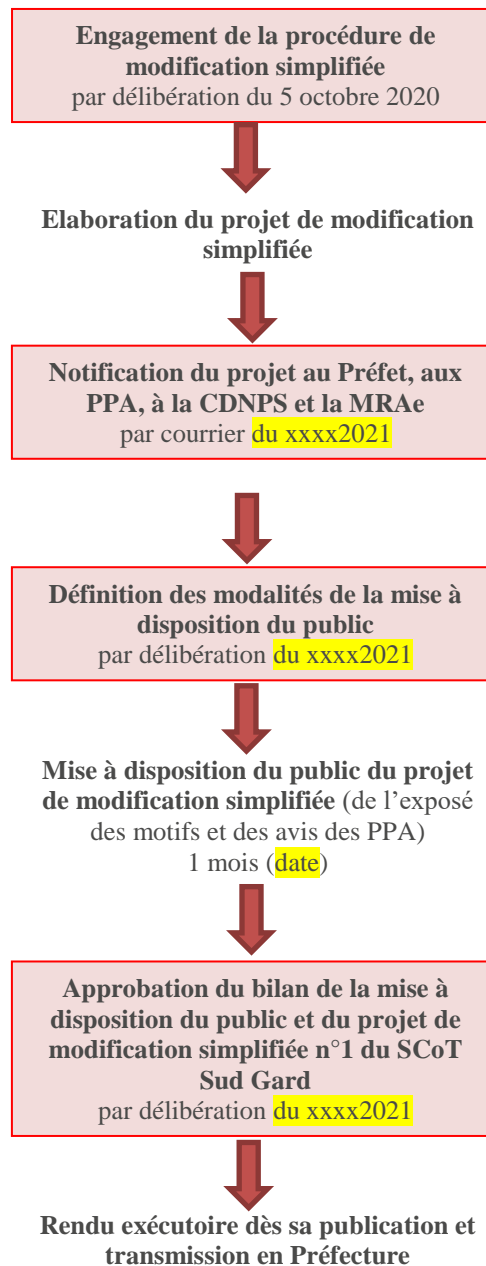 Engagement de la procédure de
modification simplifiée
par délibération du 5 octobre 2020
Elaboration du projet de modification
simplifiée
Notification du projet au Préfet, aux
PPA, à la CDNPS et la MRAe
par courrier du xxxx2021
Définition des modalités de la mise à
disposition du public
par délibération du xxxx2021
Mise à disposition du public du projet
de modification simplifiée (de l’exposé
des motifs et des avis des PPA)
1 mois (date)
Approbation du bilan de la mise à
disposition du public et du projet de
modification simplifiée n°1 du SCoT
Sud Gard
par délibération du xxxx2021
Rendu exécutoire dès sa publication et
transmission en Préfecture